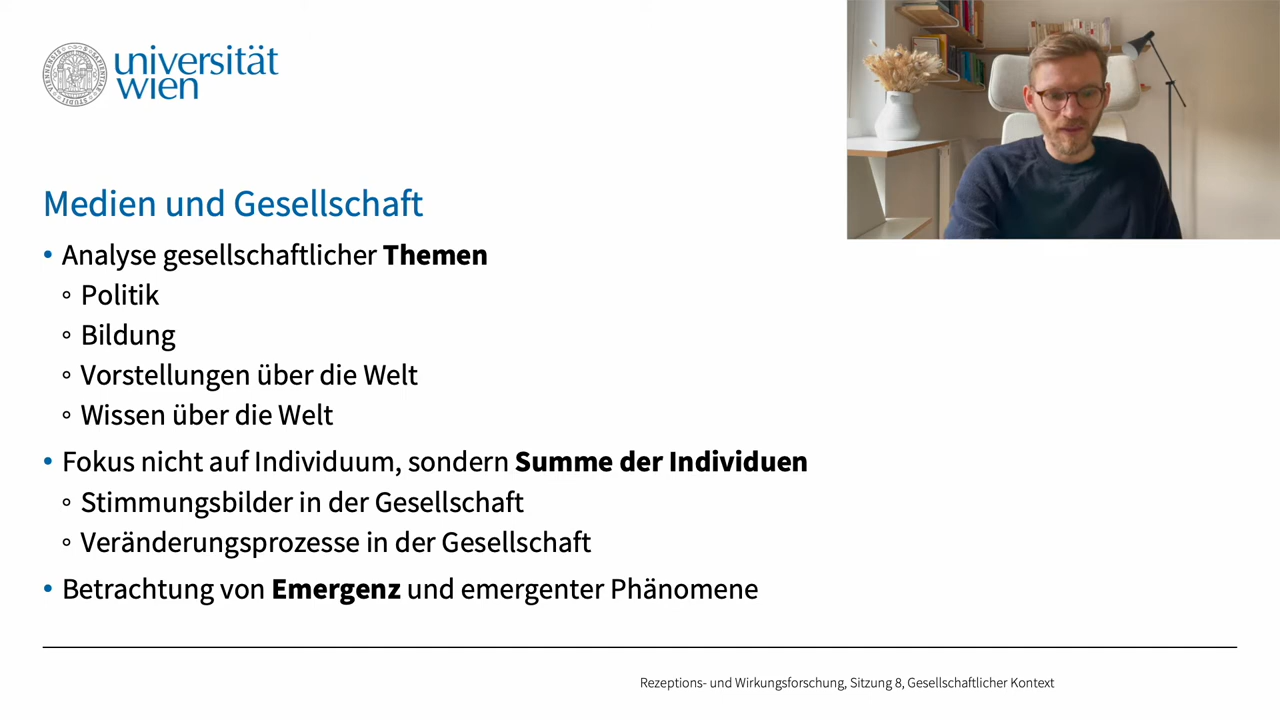 universität
wien
Medien und Gesellschaft
• Analyse gesellschaftlicher Themen
◦ Politik
◦ Bildung
◦ Vorstellungen über die Welt
◦ Wissen über die Welt
• Fokus nicht auf Individuum, sondern Summe der Individuen
◦ Stimmungsbilder in der Gesellschaft
◦ Veränderungsprozesse in der Gesellschaft
• Betrachtung von Emergenz und emergenter Phänomene
Rezeptions- und Wirkungsforschung, Sitzung 8, Gesellschaftlicher Kontext